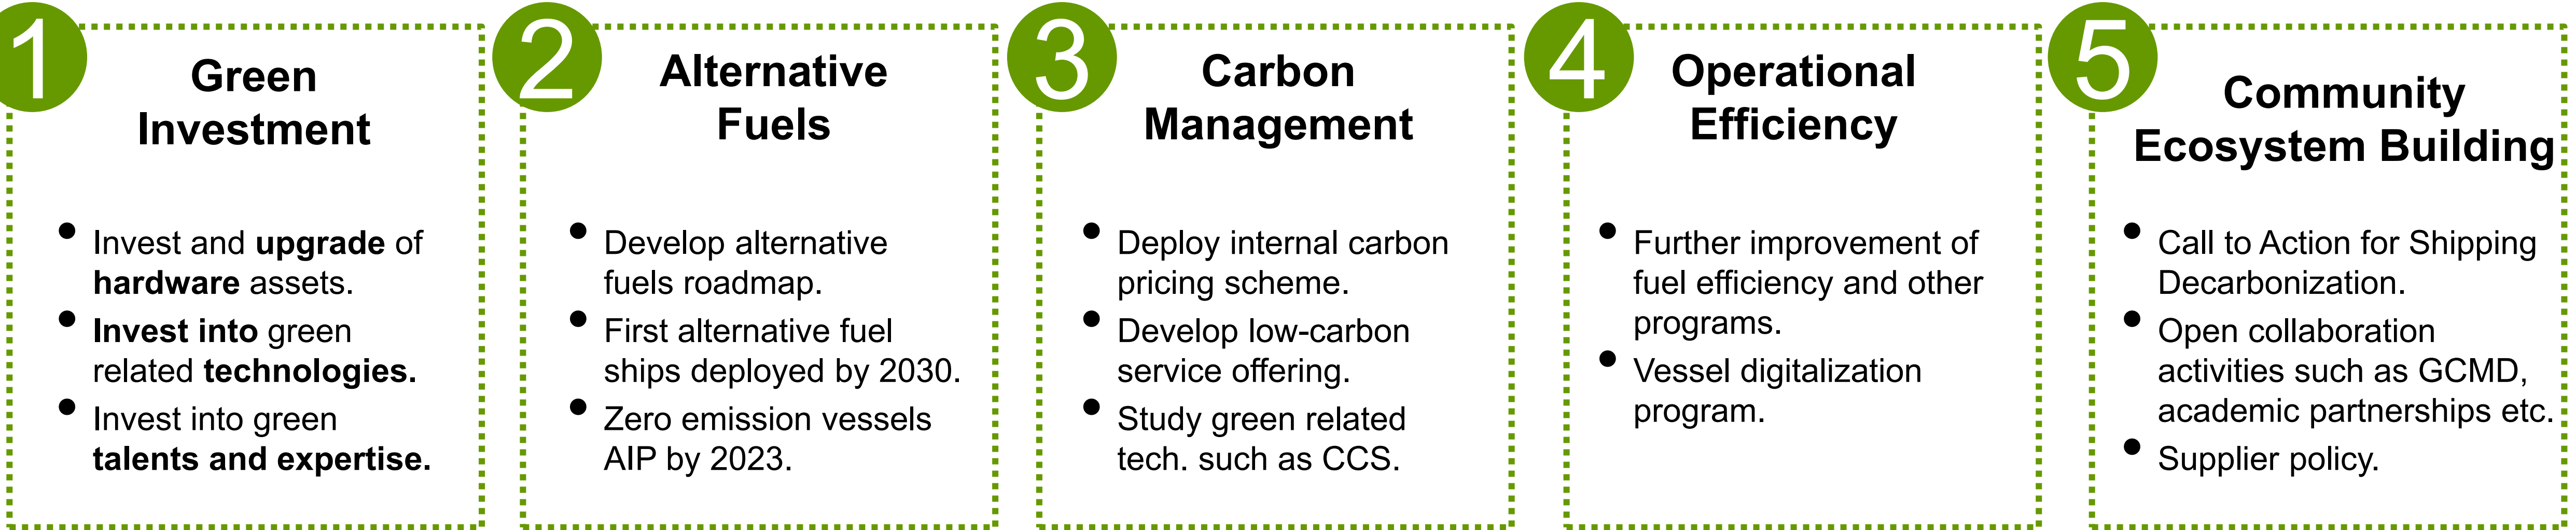 1
Green
Investment
• Invest and upgrade of
hardware assets.
• Invest into green
related technologies.
• Invest into green
talents and expertise.
2
Alternative
Fuels
• Develop alternative
fuels roadmap.
• First alternative fuel
ships deployed by 2030.
• Zero emission vessels
AIP by 2023.
3
Carbon
Management
• Deploy internal carbon
pricing scheme.
• Develop low-carbon
service offering.
• Study green related
tech. such as CCS.
4
Operational
Efficiency
• Further improvement of
fuel efficiency and other
programs.
• Vessel digitalization
program.
5
Community
Ecosystem Building
• Call to Action for Shipping
Decarbonization.
• Open collaboration
activities such as GCMD,
academic partnerships etc.
• Supplier policy.